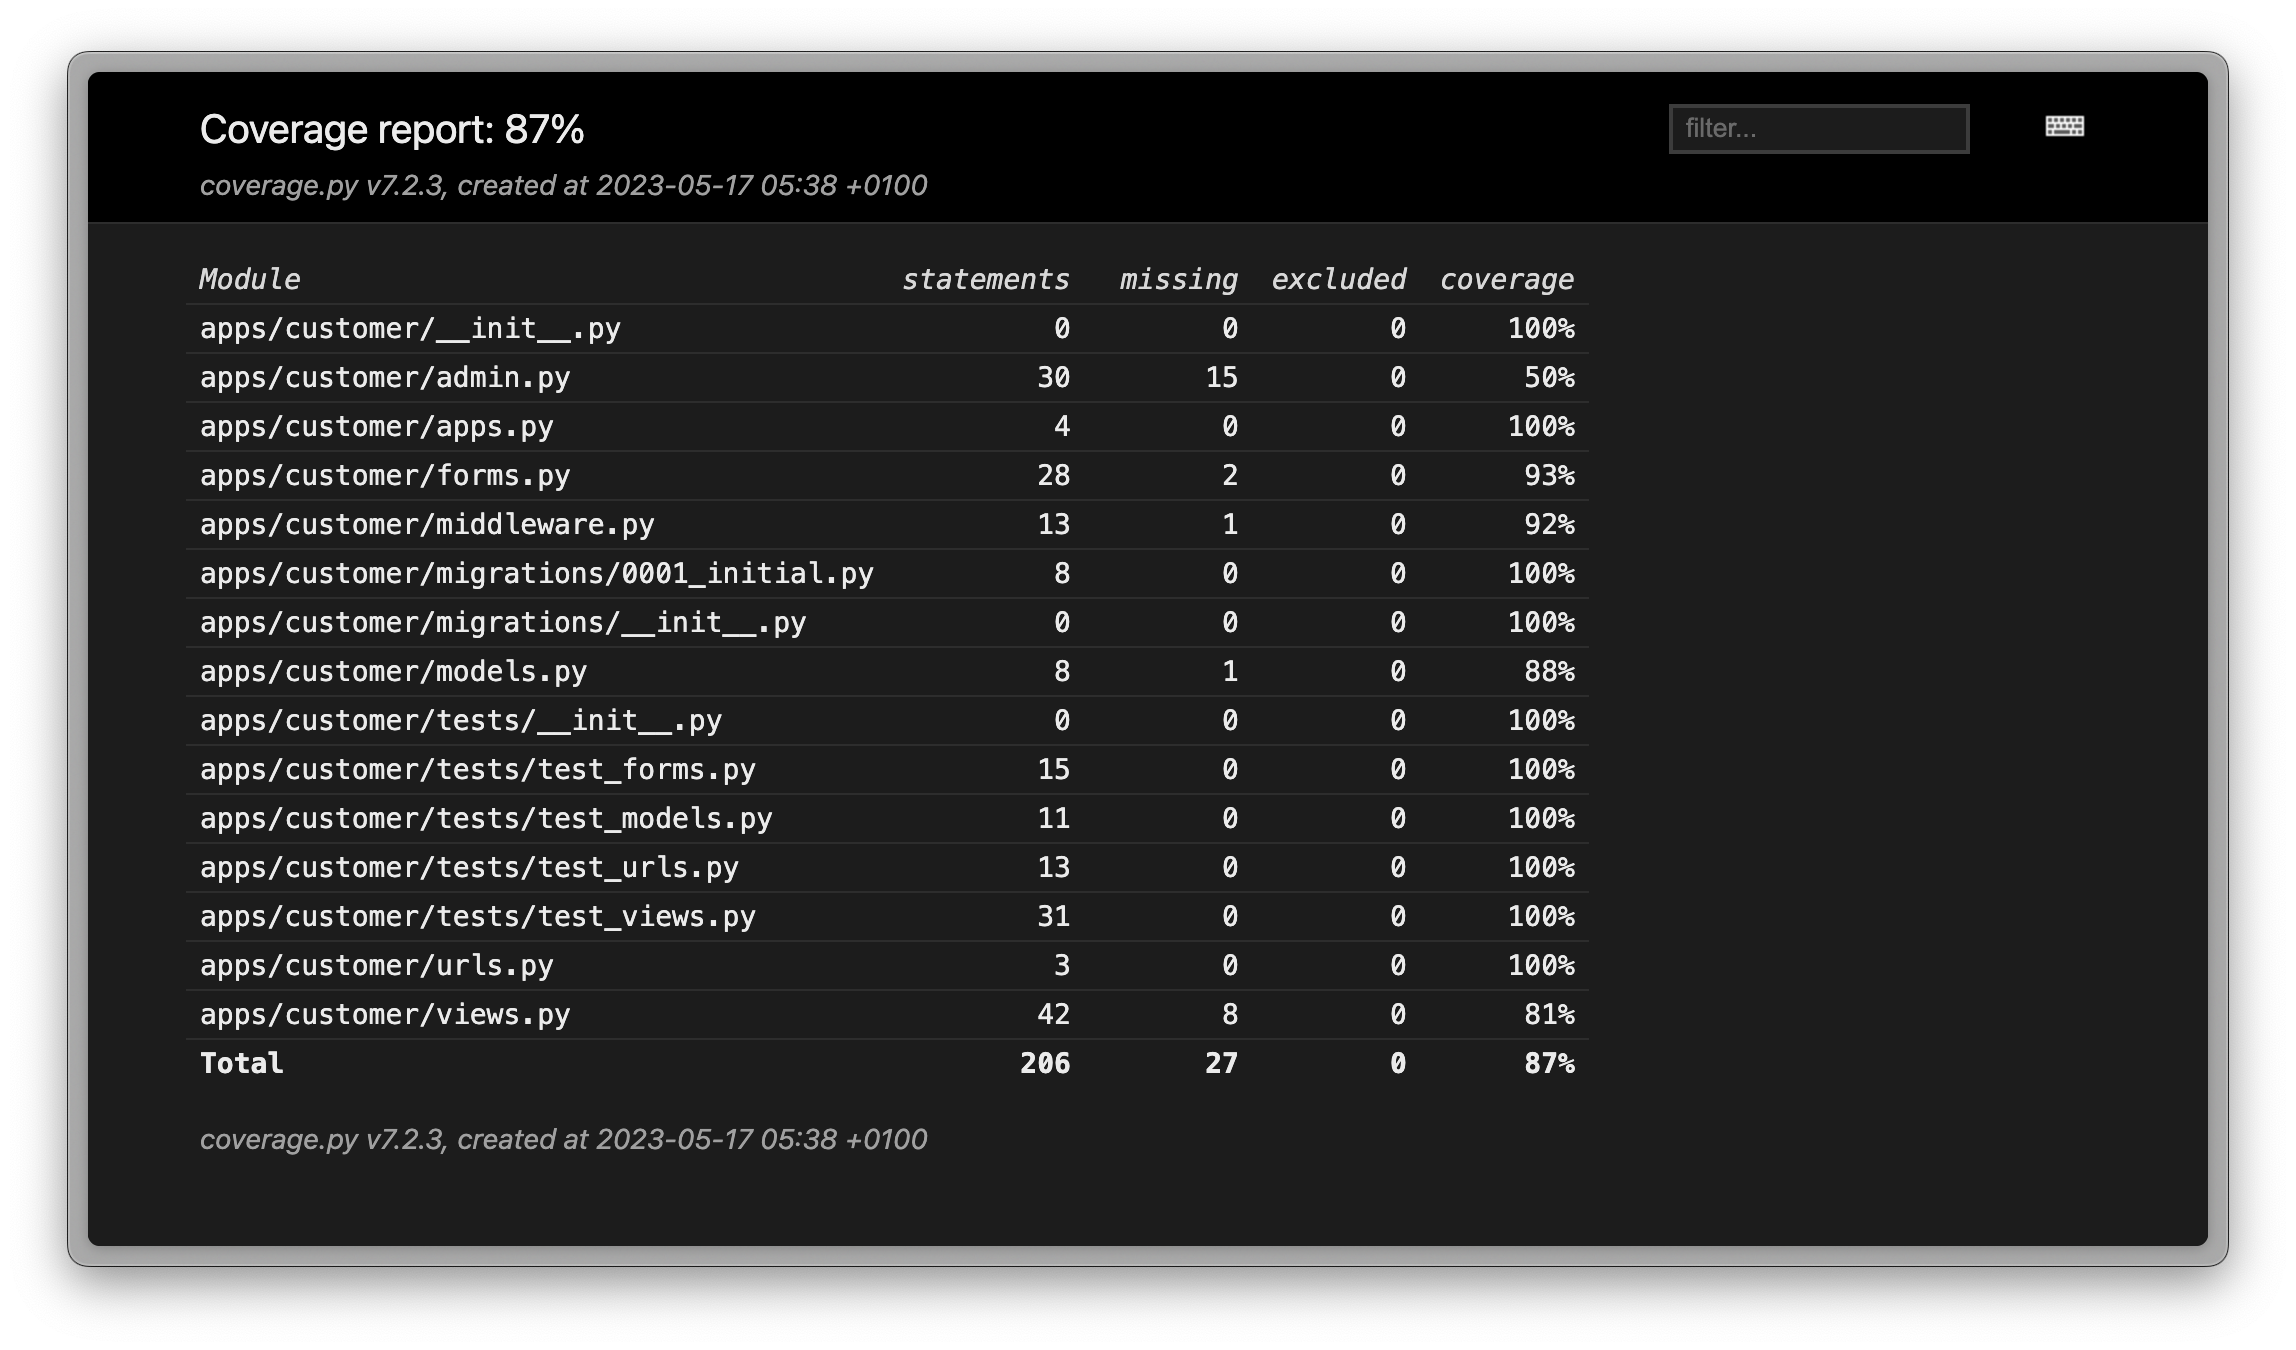 Coverage report: 87%
filter...
coverage.py v7.2.3, created at 2023-05-17 05:38 +0100
Module statements missing excluded coverage
apps/customer/__init__.py 0 0 0 100%
apps/customer/admin.py 30 15 0 50%
apps/customer/apps.py 4 0 0 100%
apps/customer/forms.py 28 2 0 93%
apps/customer/middleware.py 13 1 0 92%
apps/customer/migrations/0001_initial.py 8 0 0 100%
apps/customer/migrations/__init__.py 0 0 0 100%
apps/customer/models.py 8 1 0 88%
apps/customer/tests/__init__.py 0 0 0 100%
apps/customer/tests/test_forms.py 15 0 0 100%
apps/customer/tests/test_models.py 11 0 0 100%
apps/customer/tests/test_urls.py 13 0 0 100%
apps/customer/tests/test_views.py 31 0 0 100%
apps/customer/urls.py 3 0 0 100%
apps/customer/views.py 42 8 0 81%
Total 206 27 0 87%
coverage.py v7.2.3, created at 2023-05-17 05:38 +0100